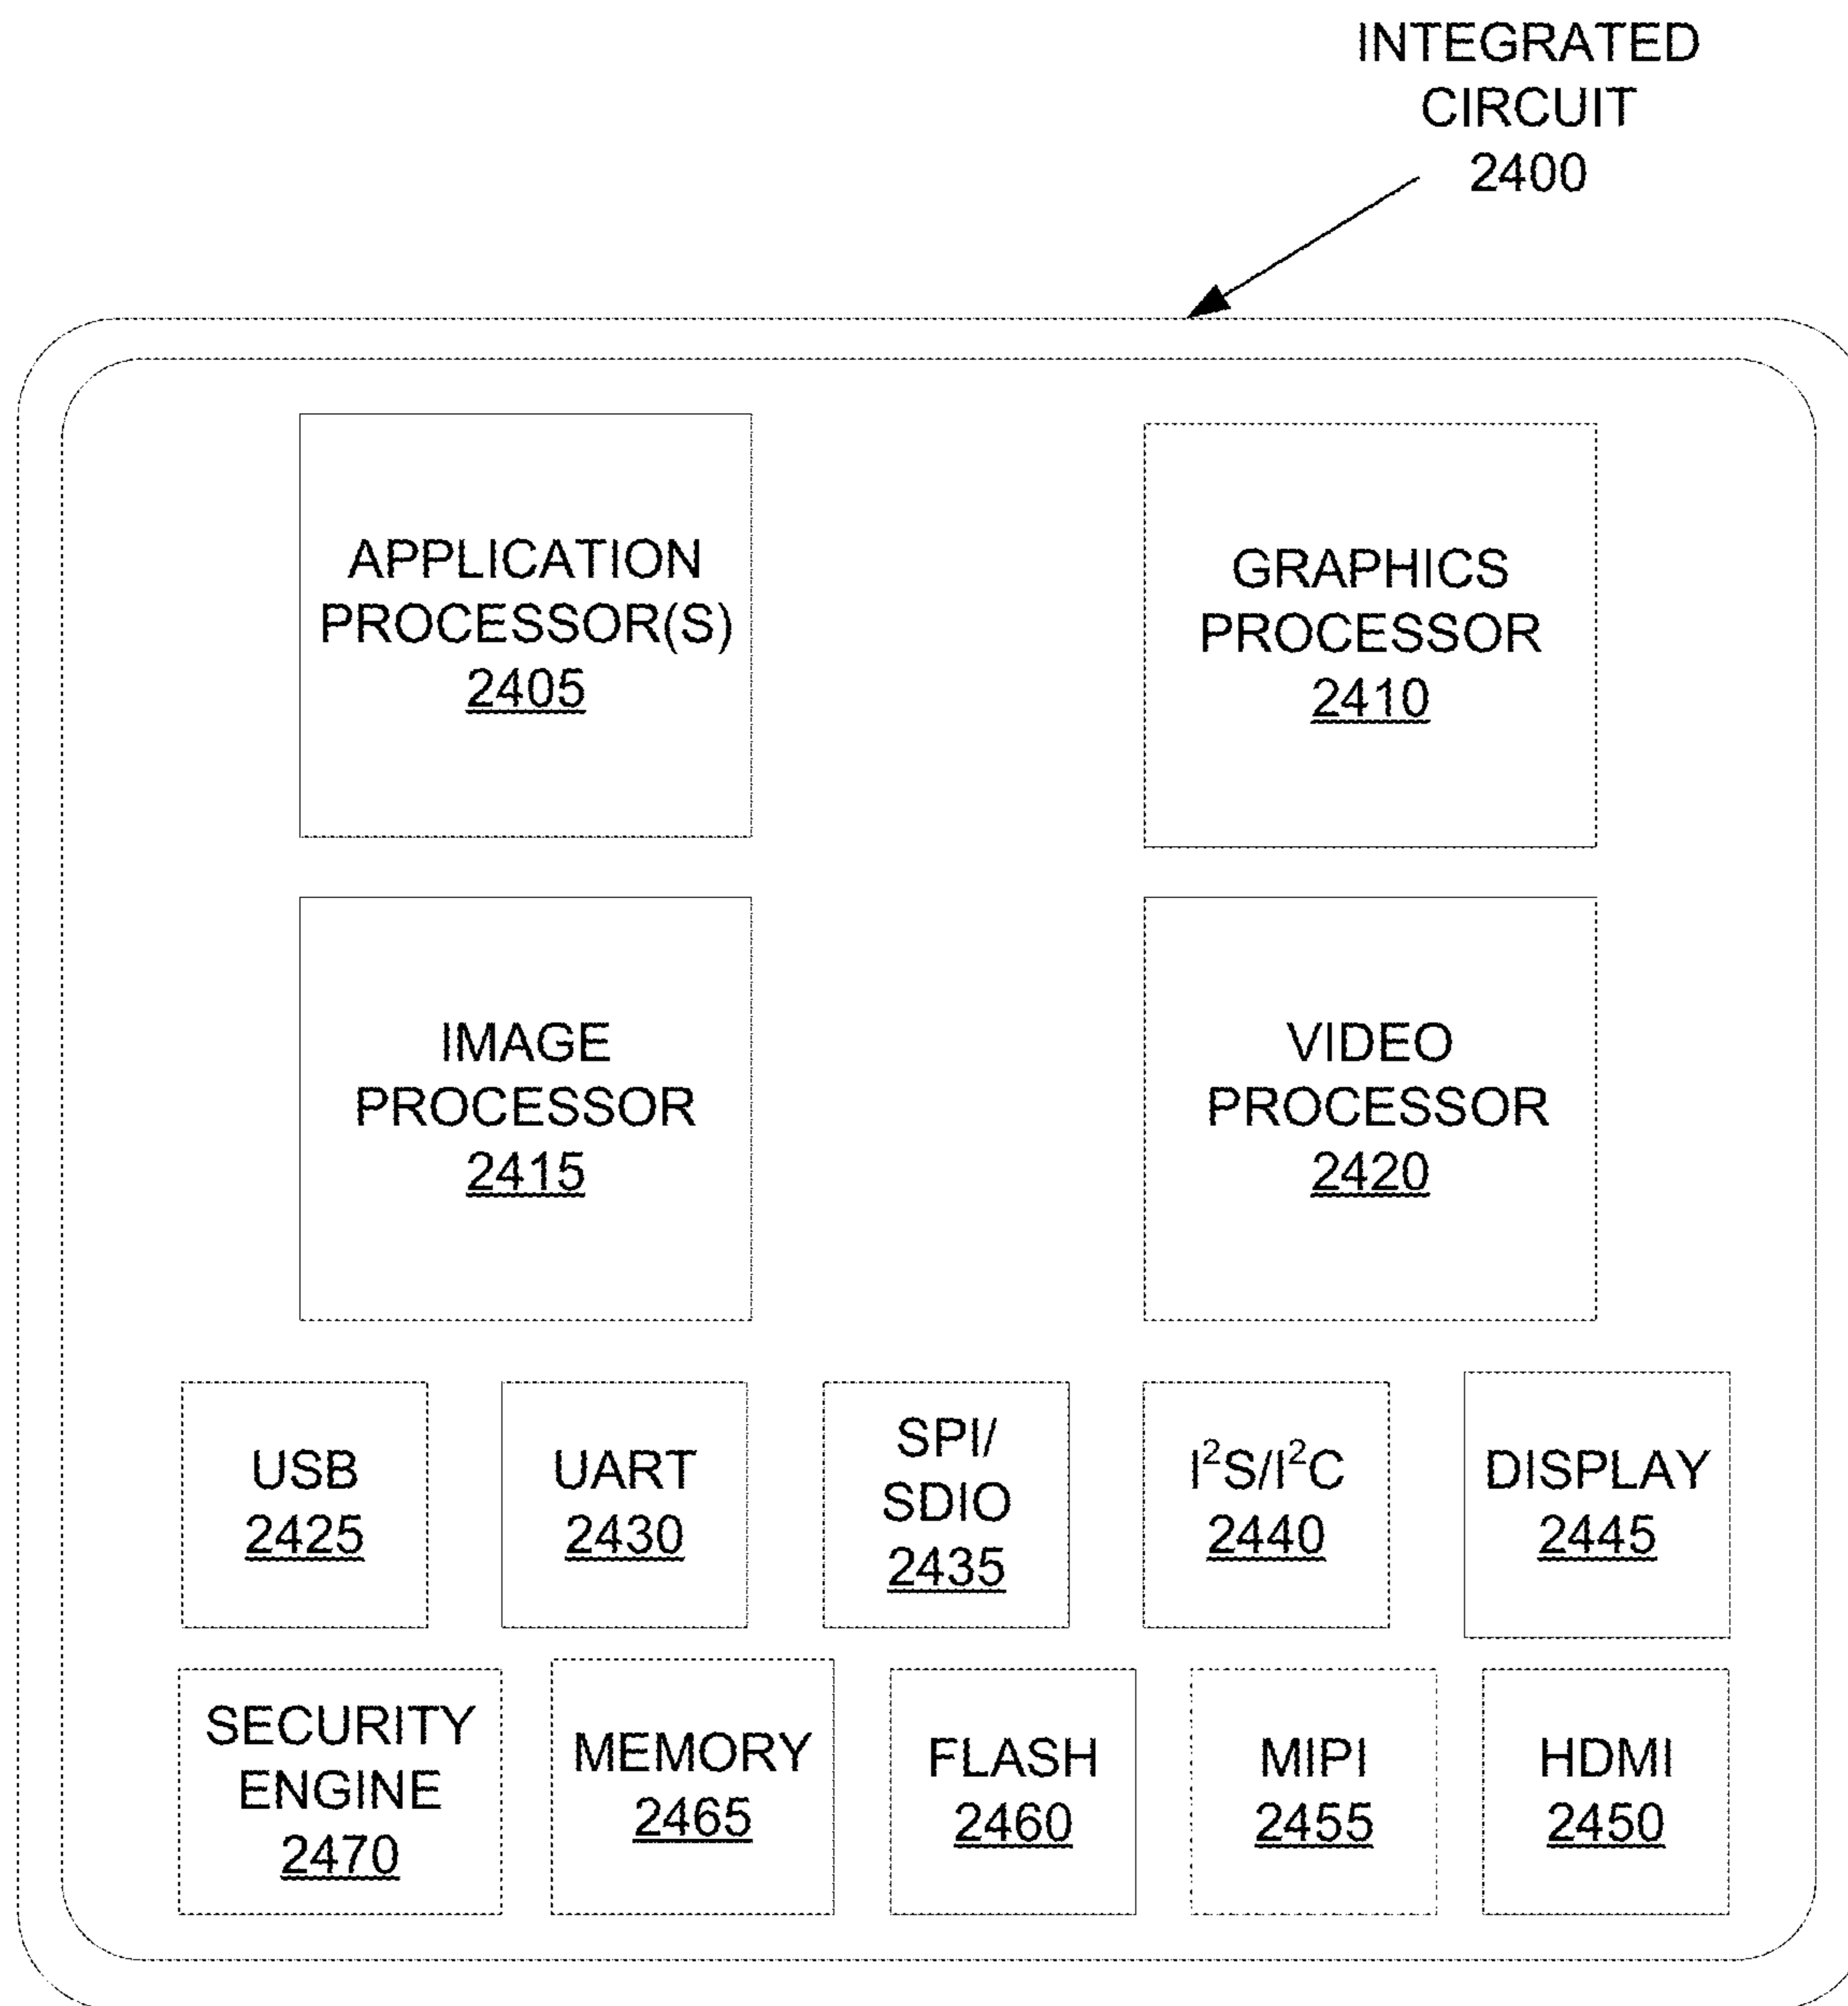 INTEGRATED
CIRCUIT
2400
APPLICATION
PROCESSOR(S)
2405
GRAPHICS
PROCESSOR
2410
IMAGE
PROCESSOR
2415
VIDEO
PROCESSOR
2420
USB
2425
UART
2430
SPI/
SDIO
2435
I²S/I²C
2440
DISPLAY
2445
SECURITY
ENGINE
2470
MEMORY
2465
FLASH
2460
MIPI
2455
HDMI
2450